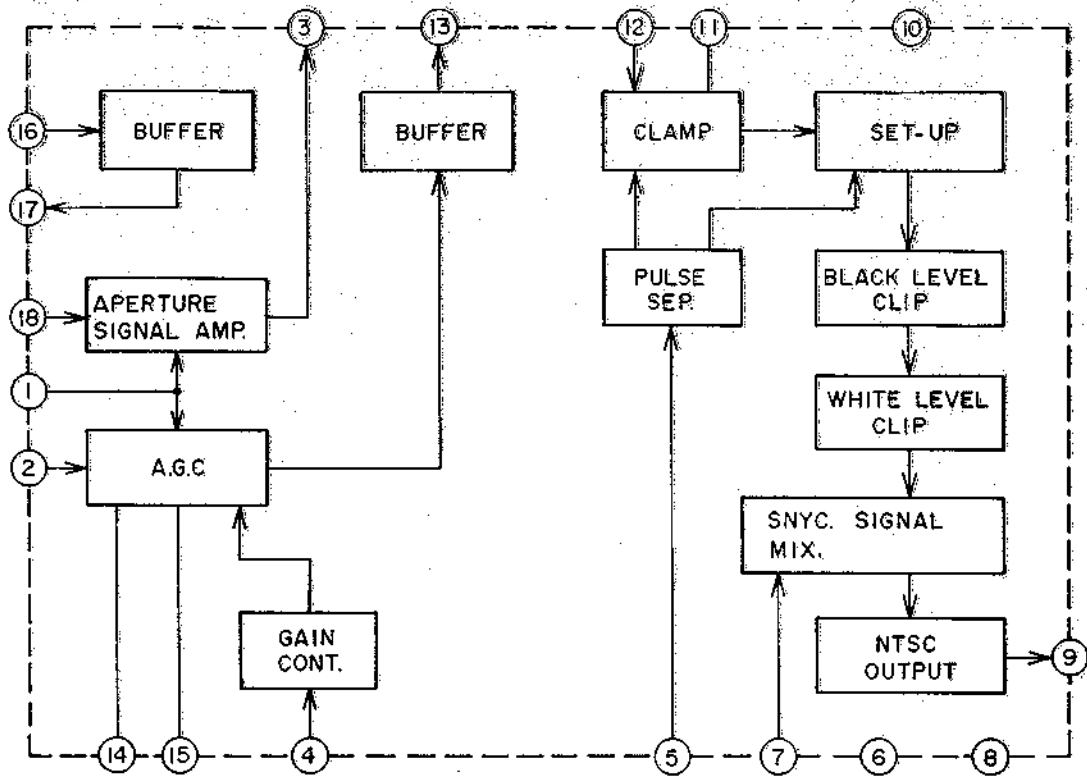 3
13
12
11
10
16
BUFFER
BUFFER
CLAMP
SET-UP
17
PULSE
SEP.
BLACK LEVEL
CLIP
18
APERTURE
SIGNAL AMP.
1
WHITE LEVEL
CLIP
2
A.G.C
SNYC. SIGNAL
MIX.
GAIN
CONT.
NTSC
OUTPUT
9
14
15
4
5
7
6
8